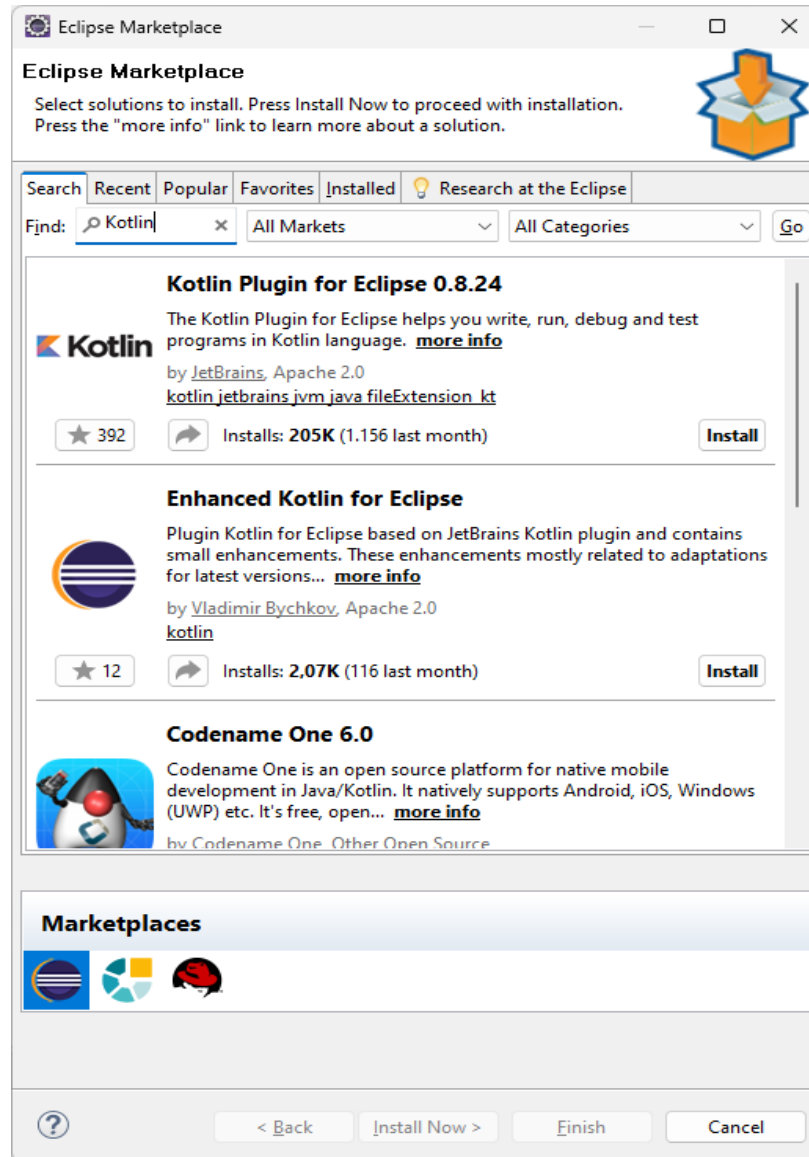 Eclipse Marketplace
Eclipse Marketplace
Select solutions to install. Press Install Now to proceed with installation.
Press the "more info" link to learn more about a solution.
Search Recent Popular Favorites Installed Research at the Eclipse
Find: Kotlin All Markets All Categories Go
Kotlin Plugin for Eclipse 0.8.24
The Kotlin Plugin for Eclipse helps you write, run, debug and test
Kotlin programs in Kotlin language. more info
by JetBrains, Apache 2.0
kotlin jetbrains jvm java fileExtension_kt
392 Installs: 205K (1.156 last month) Install
Enhanced Kotlin for Eclipse
Plugin Kotlin for Eclipse based on JetBrains Kotlin plugin and contains
small enhancements. These enhancements mostly related to adaptations
for latest versions... more info
by Vladimir Bychkov, Apache 2.0
kotlin
12 Installs: 2,07K (116 last month) Install
Codename One 6.0
Codename One is an open source platform for native mobile
development in Java/Kotlin. It natively supports Android, iOS, Windows
(UWP) etc. It's free, open... more info
by Codename One, Other Open Source
Marketplaces
? < Back Install Now > Finish Cancel